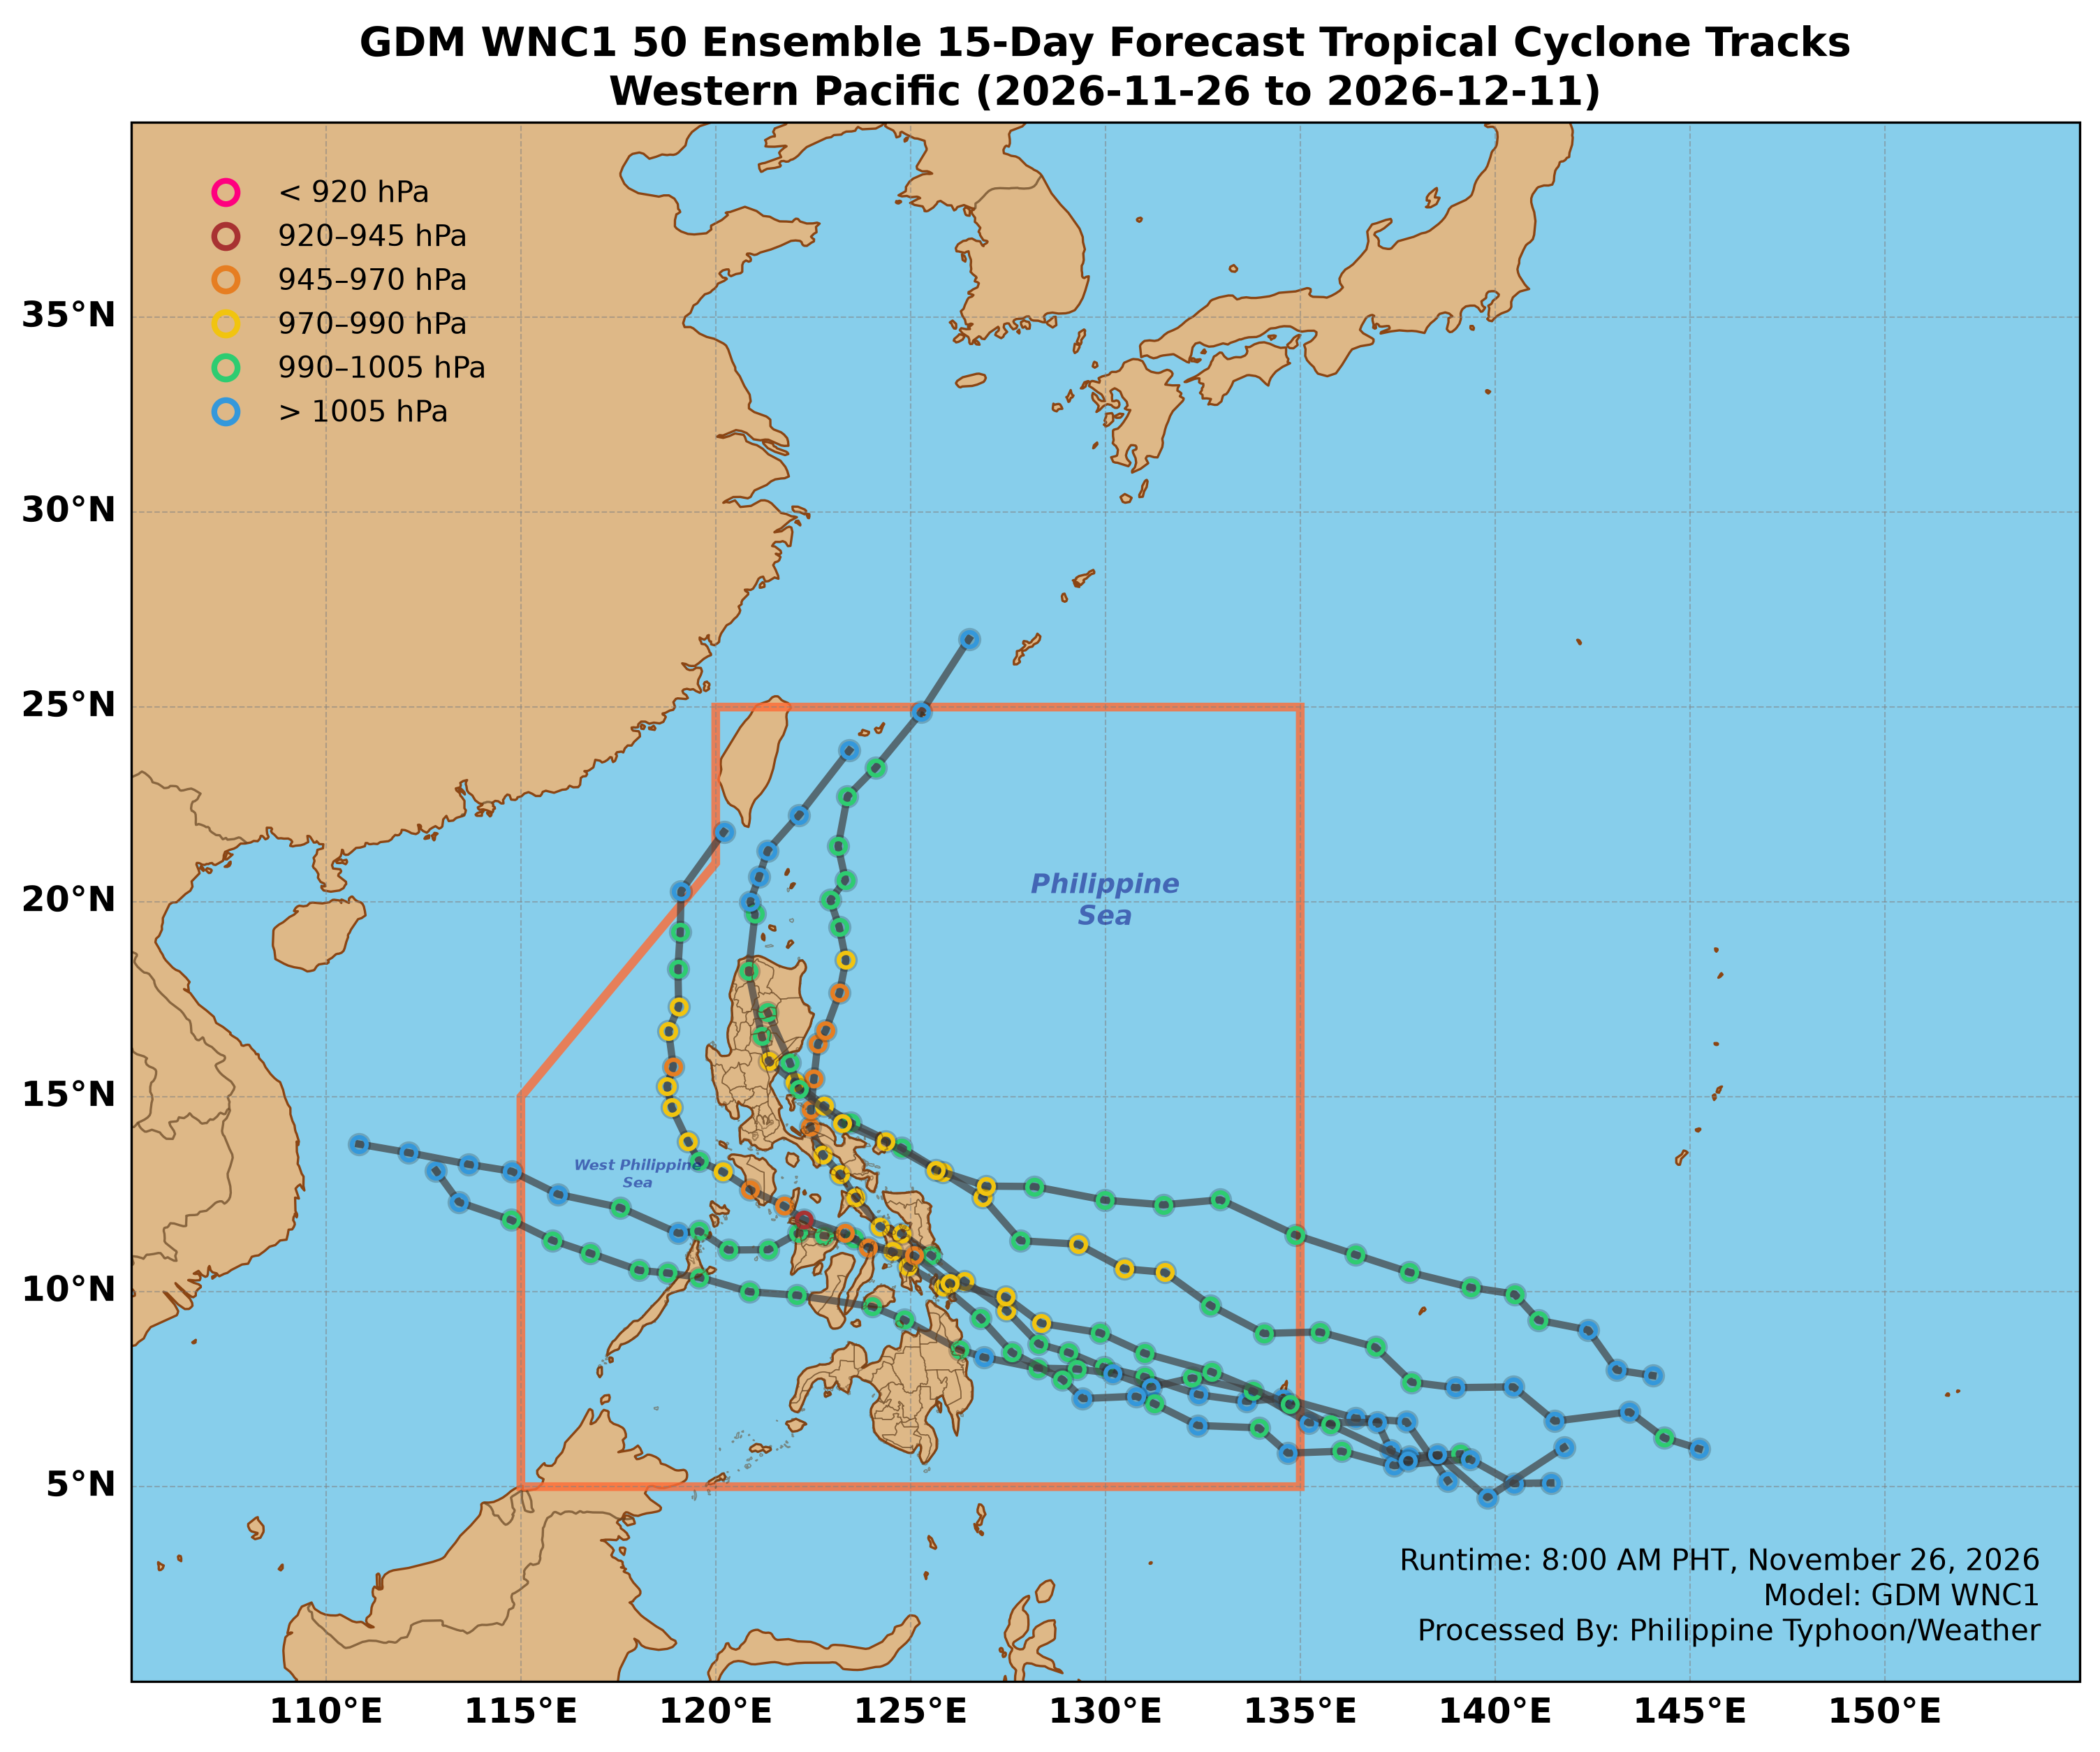 GDM WNC1 50 Ensemble 15-Day Forecast Tropical Cyclone Tracks
Western Pacific (2026-11-26 to 2026-12-11)
< 920 hPa
920–945 hPa
945–970 hPa
970–990 hPa
990–1005 hPa
> 1005 hPa
35°N
30°N
25°N
20°N
15°N
10°N
5°N
Philippine
Sea
West Philippine
Sea
Runtime: 8:00 AM PHT, November 26, 2026
Model: GDM WNC1
Processed By: Philippine Typhoon/Weather
110°E 115°E 120°E 125°E 130°E 135°E 140°E 145°E 150°E